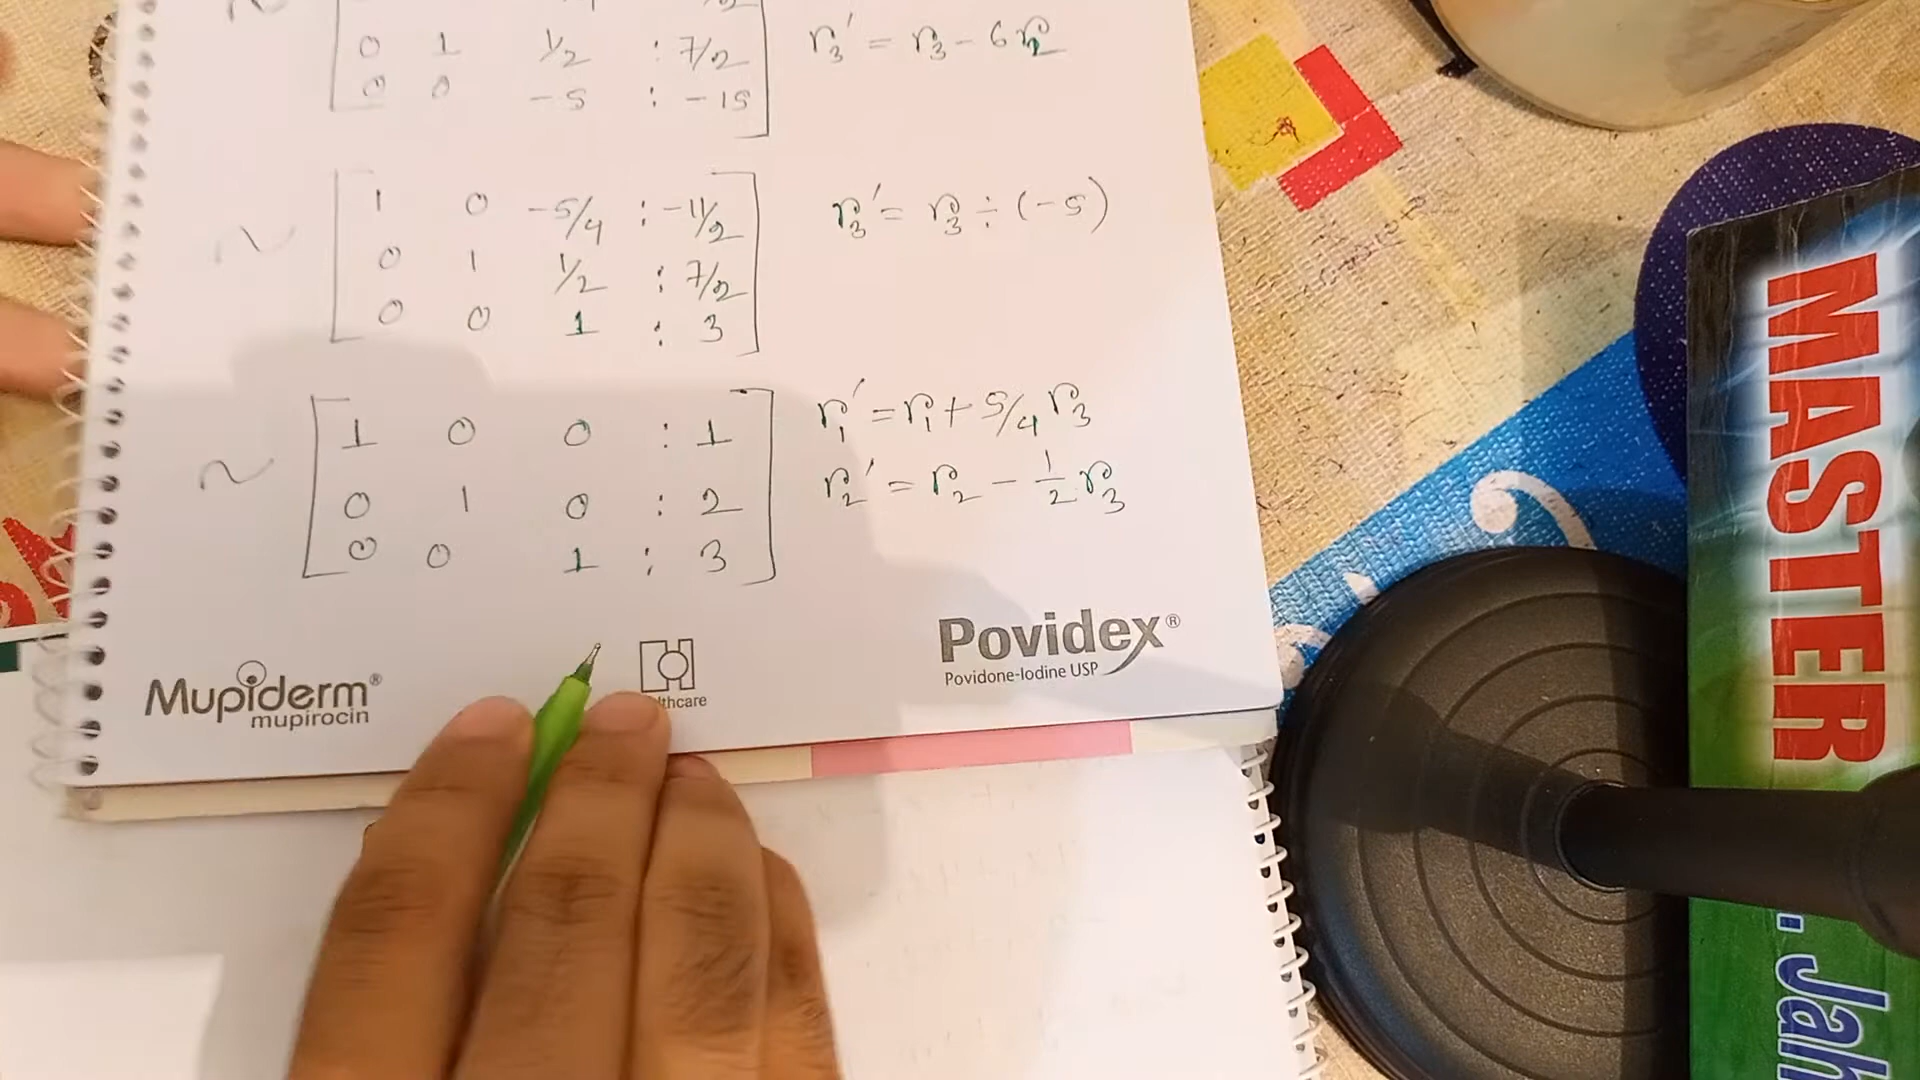 0 1 1/2 : 7/2 r₃' = r₃ - 6r₂
0 0 -5 : -15
~ 1 0 -5/4 : -11/2 r₃' = r₃ ÷ (-5)
0 1 1/2 : 7/2
0 0 1 : 3
~ 1 0 0 : 1 r₁' = r₁ + 5/4 r₃
0 1 0 : 2 r₂' = r₂ - 1/2 r₃
0 0 1 : 3
Mupiderm®
mupirocin
Povidex®
Povidone-Iodine USP
MASTER
Jah